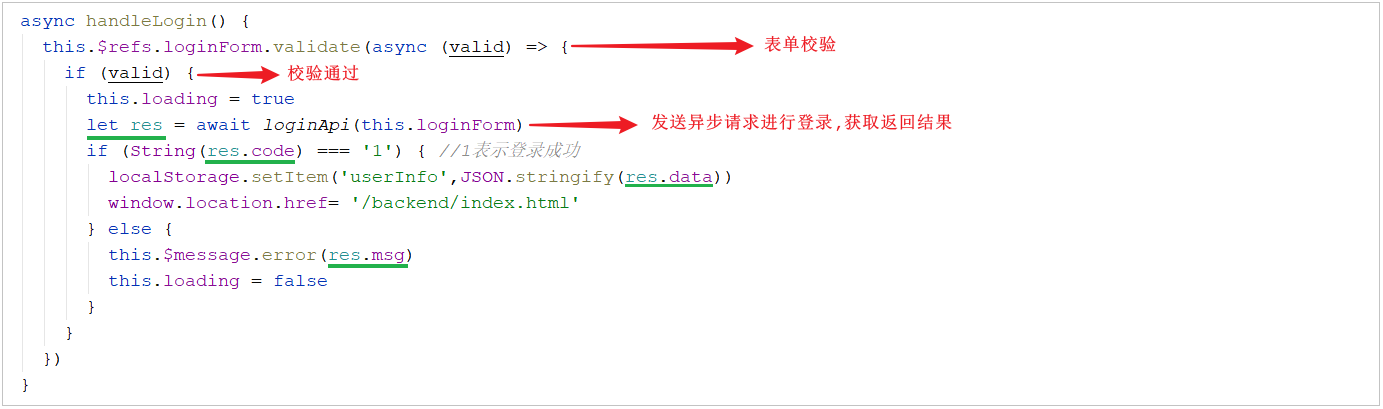 async handleLogin() {
this.$refs.loginForm.validate(async (valid) => { 表单校验
if (valid) { 校验通过
this.loading = true
let res = await loginApi(this.loginForm) 发送异步请求进行登录,获取返回结果
if (String(res.code) === '1') { //1表示登录成功
localStorage.setItem('userInfo',JSON.stringify(res.data))
window.location.href= '/backend/index.html'
} else {
this.$message.error(res.msg)
this.loading = false
}
}
})
}